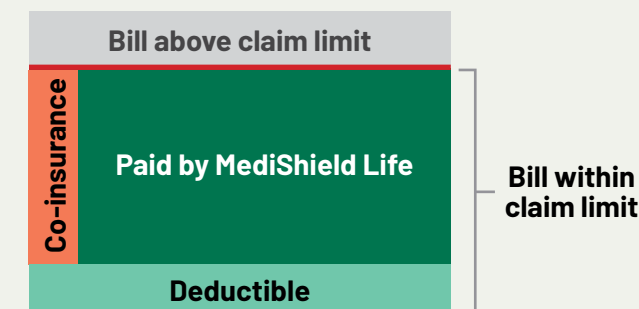 Bill above claim limit
Co-insurance
Paid by MediShield Life
Bill within
claim limit
Deductible